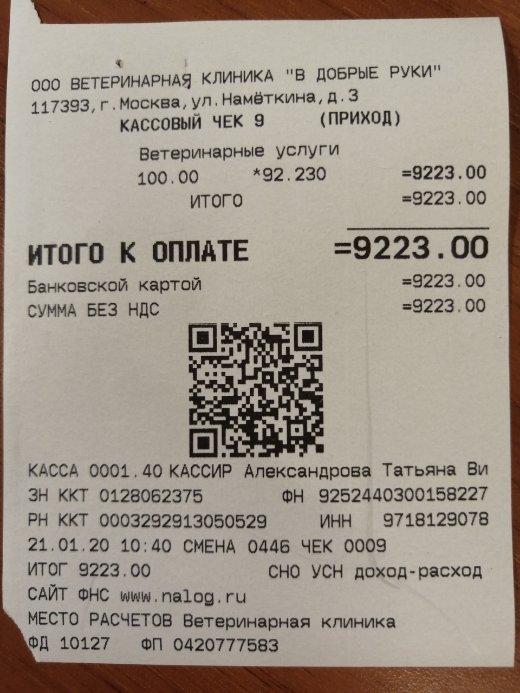 ООО ВЕТЕРИНАРНАЯ КЛИНИКА "В ДОБРЫЕ РУКИ"
117393,г.Москва,ул.Намёткина,д.3
КАССОВЫЙ ЧЕК 9 (ПРИХОД)
Ветеринарные услуги
100.00 *92.230 =9223.00
ИТОГО =9223.00
ИТОГО К ОПЛАТЕ =9223.00
Банковской картой =9223.00
СУММА БЕЗ НДС =9223.00
КАССА 0001.40 КАССИР Александрова Татьяна Ви
ЗН ККТ 0128062375 ФН 9252440300158227
РН ККТ 0003292913050529 ИНН 9718129078
21.01.20 10:40 СМЕНА 0446 ЧЕК 0009
ИТОГ 9223.00 СНО УСН доход-расход
САЙТ ФНС www.nalog.ru
МЕСТО РАСЧЕТОВ Ветеринарная клиника
ФД 10127 ФП 0420777583